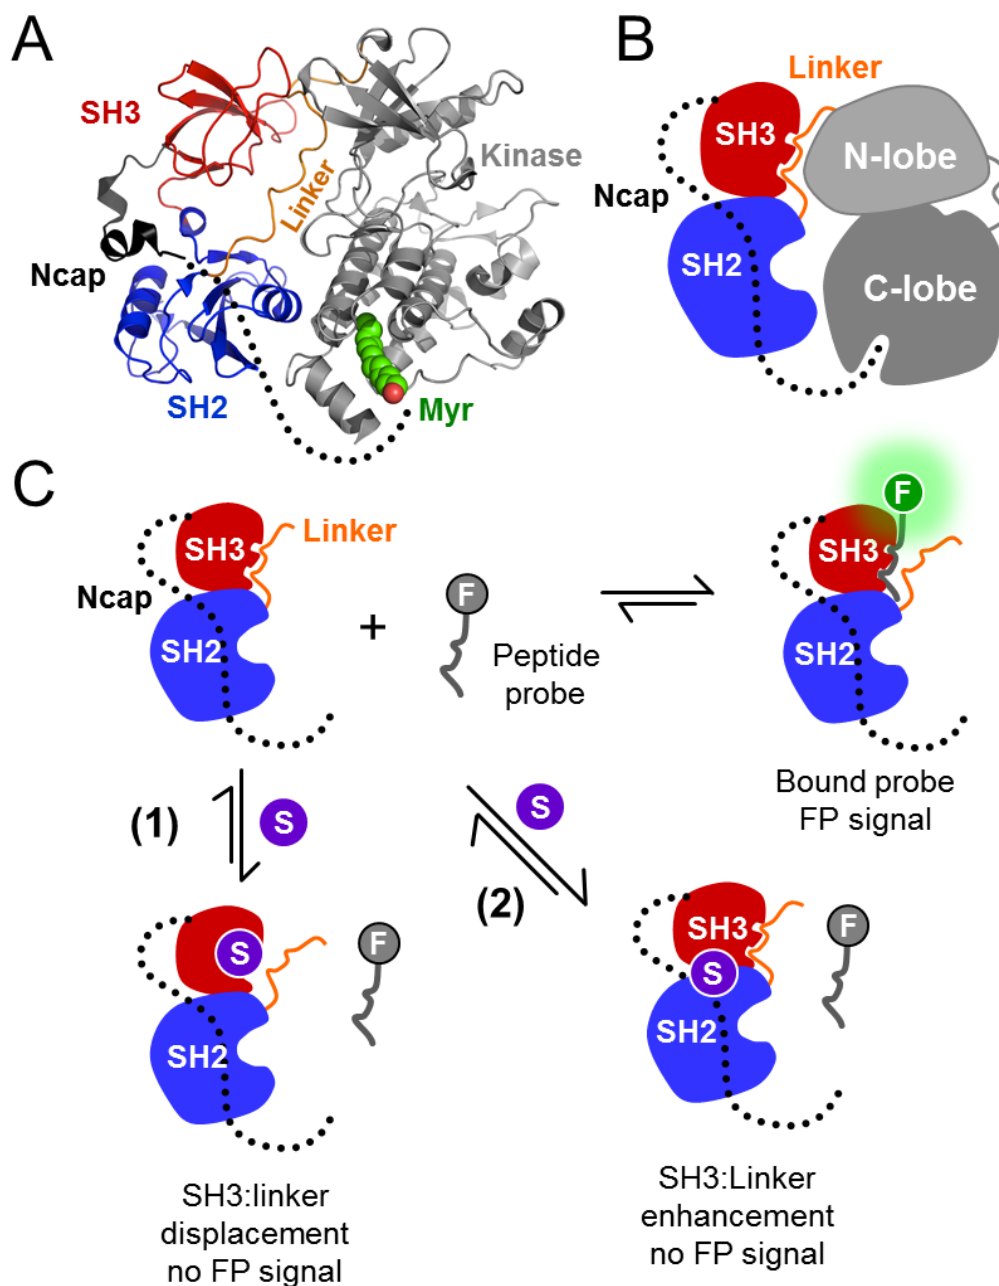 A
SH3
Linker
Kinase
Ncap
SH2
Myr
B
Linker
SH3
N-lobe
Ncap
SH2
C-lobe
C
SH3
Linker
Ncap
SH2
+
F
Peptide
probe
F
SH3
SH2
Bound probe
FP signal
(1)
S
S
(2)
S
SH2
F
SH3:linker
displacement
no FP signal
SH3
S
SH2
F
SH3:Linker
enhancement
no FP signal